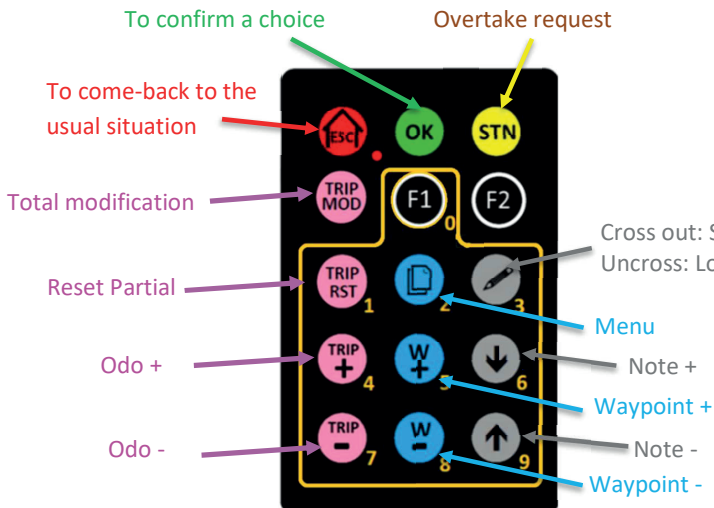 To confirm a choice
Overtake request
To come-back to the
usual situation
ESC
OK
STN
Total modification
TRIP
MOD
F1
0
F2
Cross out:
Uncross:
Reset Partial
TRIP
RST
1
2
3
Menu
Odo +
TRIP
+
4
W
+
5
6
Note +
Waypoint +
Odo -
TRIP
-
7
W
-
8
9
Note -
Waypoint -